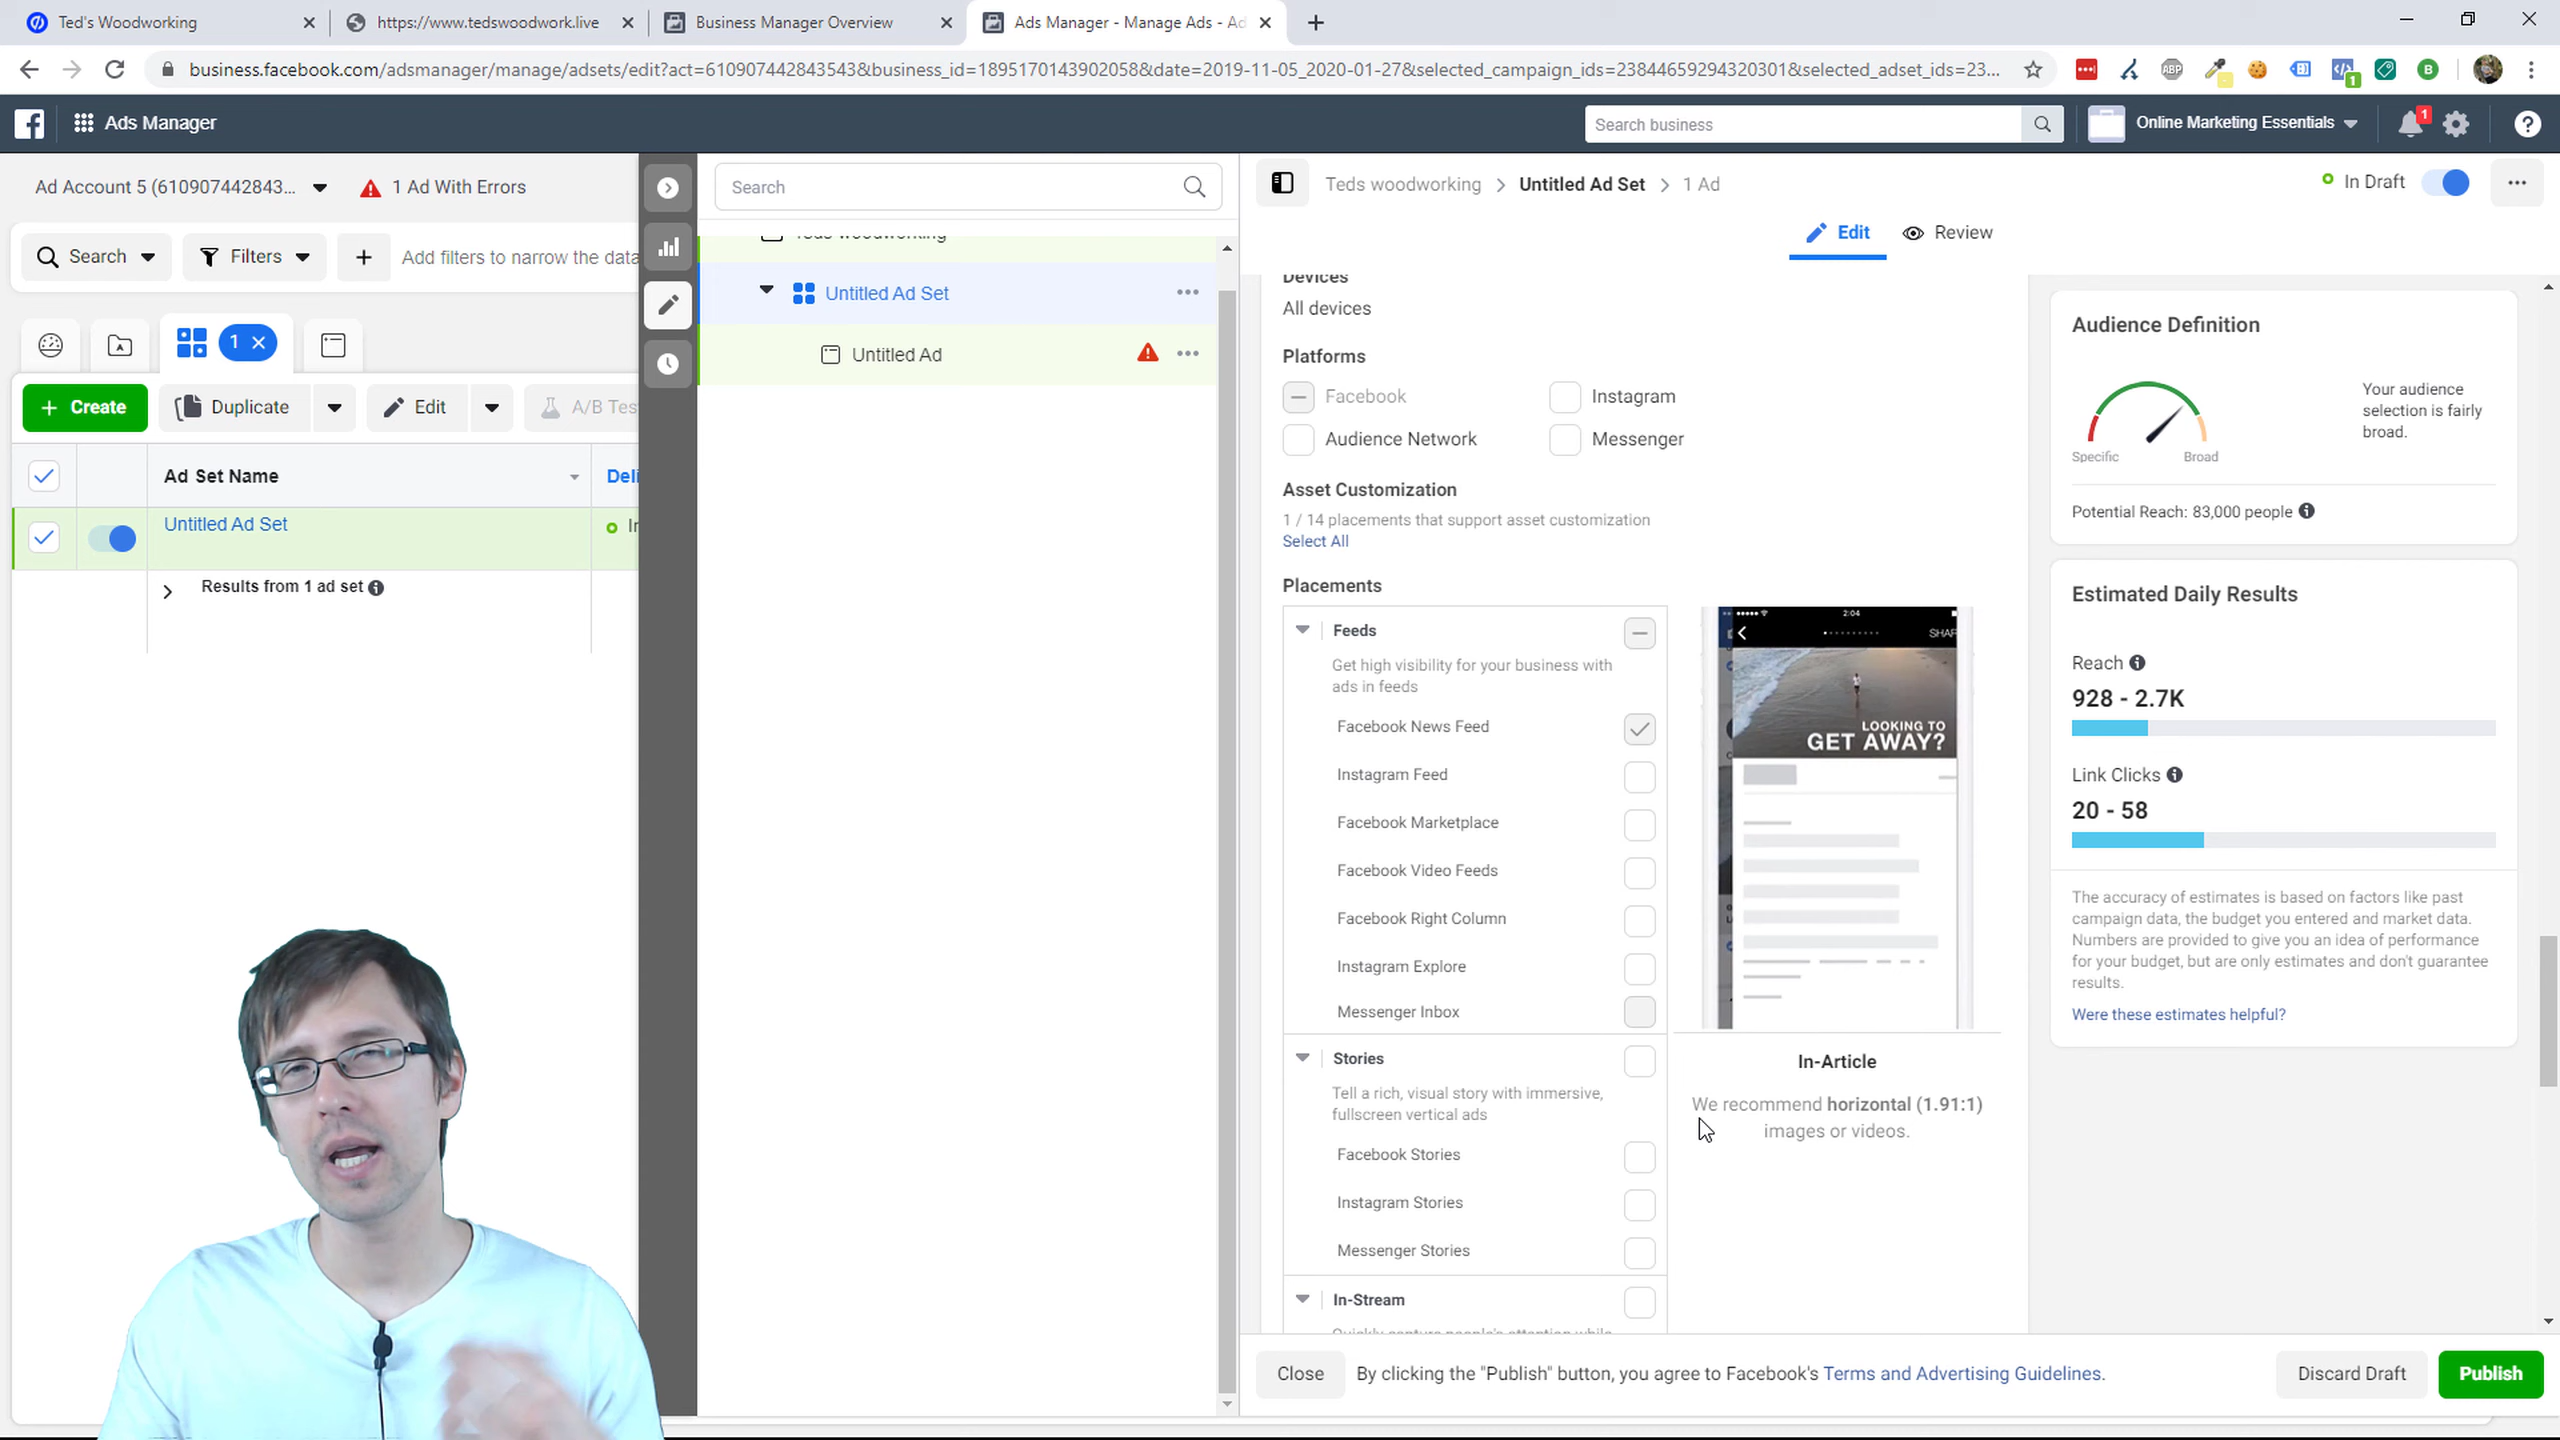 Ted's Woodworking
https://www.tedswoodwork.live
Business Manager Overview
Ads Manager - Manage Ads - Ad
business.facebook.com/adsmanager/manage/adsets/edit?act=610907442843543&business_id=1895170143902058&date=2019-11-05_2020-01-27&selected_campaign_ids=23844659294320301&selected_adset_ids=23...
ABP
1
B
Ads Manager
Search business
Online Marketing Essentials
1
Ad Account 5 (610907442843...
1 Ad With Errors
Search
Filters
Add filters to narrow the data
1
Create
Duplicate
Edit
A/B Tes
Ad Set Name
Deli
Untitled Ad Set
Results from 1 ad set
Search
Teds woodworking
Untitled Ad Set
Untitled Ad
Teds woodworking > Untitled Ad Set > 1 Ad
In Draft
Edit
Review
Devices
All devices
Platforms
Facebook
Instagram
Audience Network
Messenger
Asset Customization
1 / 14 placements that support asset customization
Select All
Placements
Feeds
Get high visibility for your business with
ads in feeds
Facebook News Feed
Instagram Feed
Facebook Marketplace
Facebook Video Feeds
Facebook Right Column
Instagram Explore
Messenger Inbox
Stories
Tell a rich, visual story with immersive,
fullscreen vertical ads
Facebook Stories
Instagram Stories
Messenger Stories
In-Stream
2:04
SHAR
LOOKING TO
GET AWAY?
In-Article
We recommend horizontal (1.91:1)
images or videos.
Audience Definition
Specific
Broad
Your audience
selection is fairly
broad.
Potential Reach: 83,000 people
Estimated Daily Results
Reach
928 - 2.7K
Link Clicks
20 - 58
The accuracy of estimates is based on factors like past
campaign data, the budget you entered and market data.
Numbers are provided to give you an idea of performance
for your budget, but are only estimates and don't guarantee
results.
Were these estimates helpful?
Close
By clicking the "Publish" button, you agree to Facebook's Terms and Advertising Guidelines.
Discard Draft
Publish